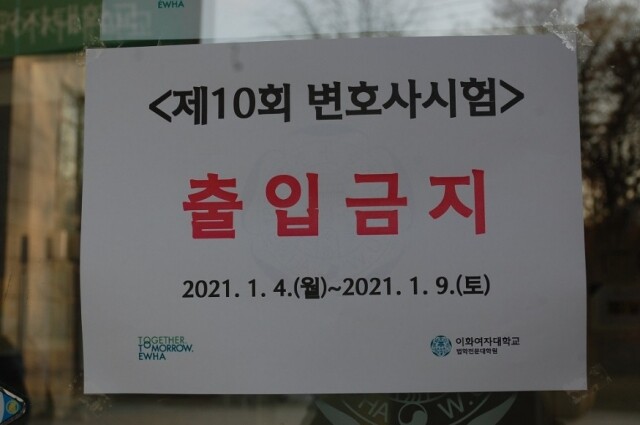 EWHA
<제10회 변호사시험>
출입금지
2021. 1. 4.(월)~2021. 1. 9.(토)
TOGETHER
TOMORROW.
EWHA
이화여자대학교
법학전문대학원